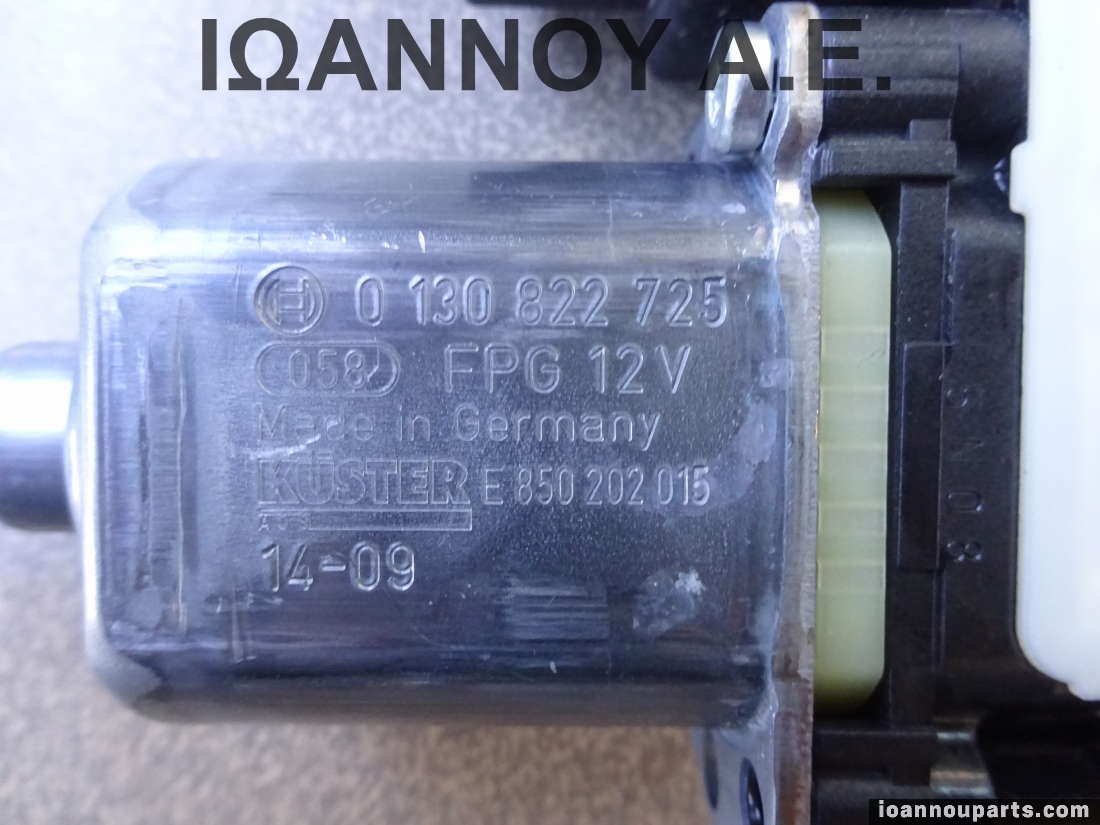 ΙΩΑΝΝΟΥ Α.Ε.
0 130 822 725
058 FPG 12V
Made in Germany
KÜSTER E 850 202 015
14-09
ioannouparts.com